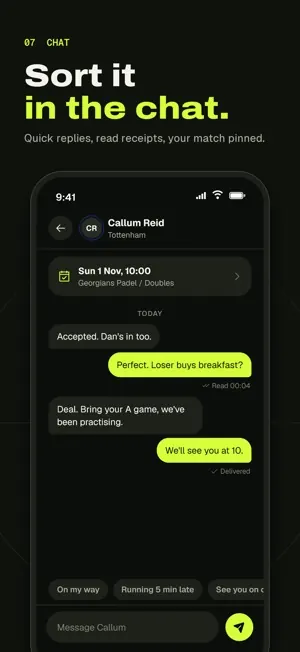 07 CHAT
Sort it
in the chat.
Quick replies, read receipts, your match pinned.
9:41
CR
Callum Reid
Tottenham
Sun 1 Nov, 10:00
Georgians Padel / Doubles
TODAY
Accepted. Dan's in too.
Perfect. Loser buys breakfast?
Read 00:04
Deal. Bring your A game, we've
been practising.
We'll see you at 10.
Delivered
On my way
Running 5 min late
See you on c
Message Callum